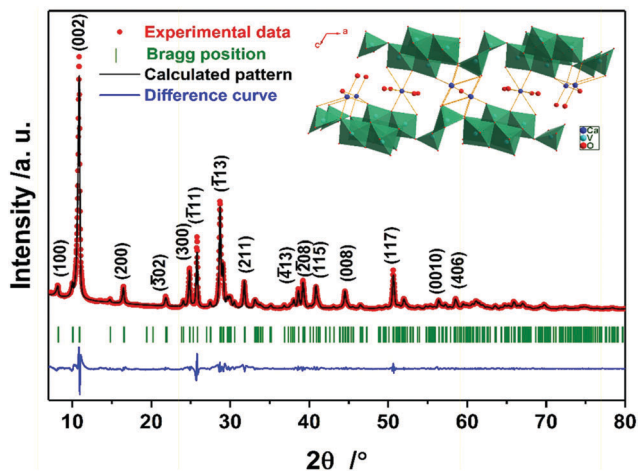 Experimental data
Bragg position
Calculated pattern
Difference curve
c
a
Ca
V
O
Intensity /a. u.
(100)
(002)
(200)
(3̅02)
(300)
(1̅11)
(1̅13)
(211)
(4̅13)
(2̅08)
(115)
(008)
(117)
(0010)
(406)
10 20 30 40 50 60 70 80
2θ /°